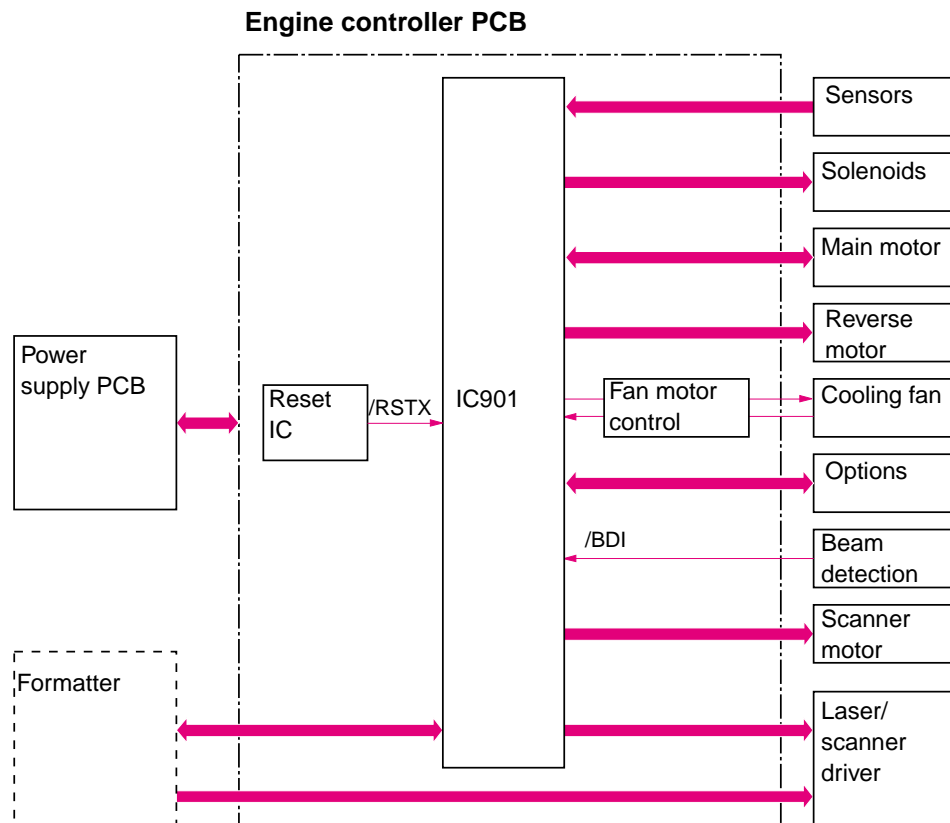 Engine controller PCB
Sensors
Solenoids
Main motor
Reverse
motor
Power
supply PCB
Reset
IC
/RSTX
IC901
Fan motor
control
Cooling fan
Options
/BDI
Beam
detection
Scanner
motor
Formatter
Laser/
scanner
driver